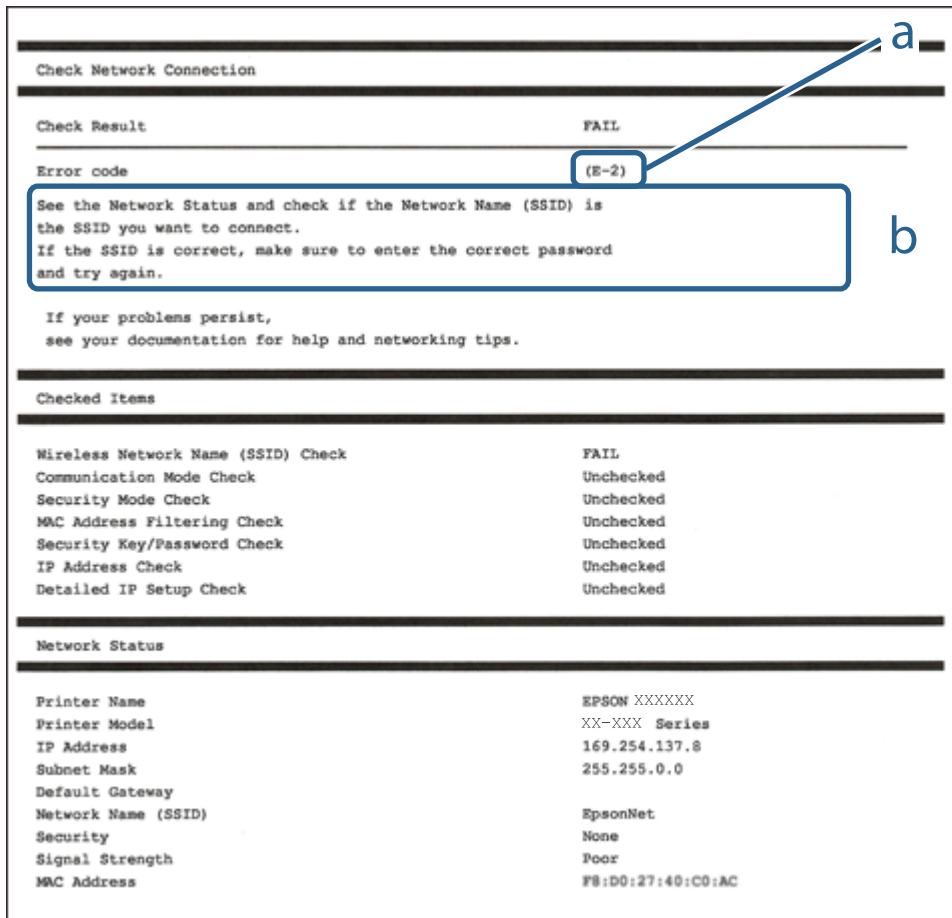 a
Check Network Connection
Check Result FAIL
Error code (E-2)
See the Network Status and check if the Network Name (SSID) is
the SSID you want to connect.
If the SSID is correct, make sure to enter the correct password
and try again.
b
If your problems persist,
see your documentation for help and networking tips.
Checked Items
Wireless Network Name (SSID) Check FAIL
Communication Mode Check Unchecked
Security Mode Check Unchecked
MAC Address Filtering Check Unchecked
Security Key/Password Check Unchecked
IP Address Check Unchecked
Detailed IP Setup Check Unchecked
Network Status
Printer Name EPSON XXXXXX
Printer Model XX-XXX Series
IP Address 169.254.137.8
Subnet Mask 255.255.0.0
Default Gateway
Network Name (SSID) EpsonNet
Security None
Signal Strength Poor
MAC Address F8:D0:27:40:C0:AC